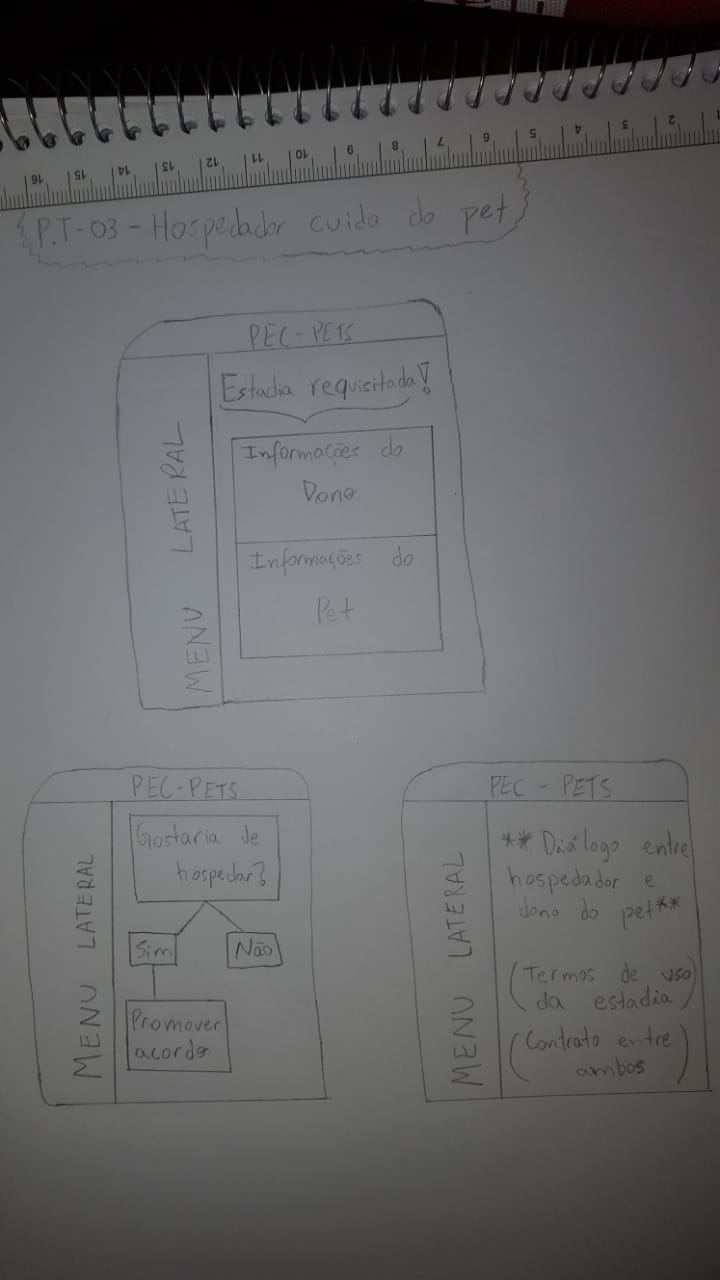 16 15 14 13 12 11 10 9 8 7 6 5 4 3 2 1
P.T-03 - Hospedador cuida do pet
PEC-PETS
MENU LATERAL
Estadia requisitada!
Informações do
Dono
Informações do
Pet
PEC-PETS
MENU LATERAL
Gostaria de
hospedar?
Sim
Não
Promover
acordo
PEC - PETS
MENU LATERAL
** Diálogo entre
hospedador e
dono do pet**
(Termos de uso
da estadia)
(Contrato entre
ambos)